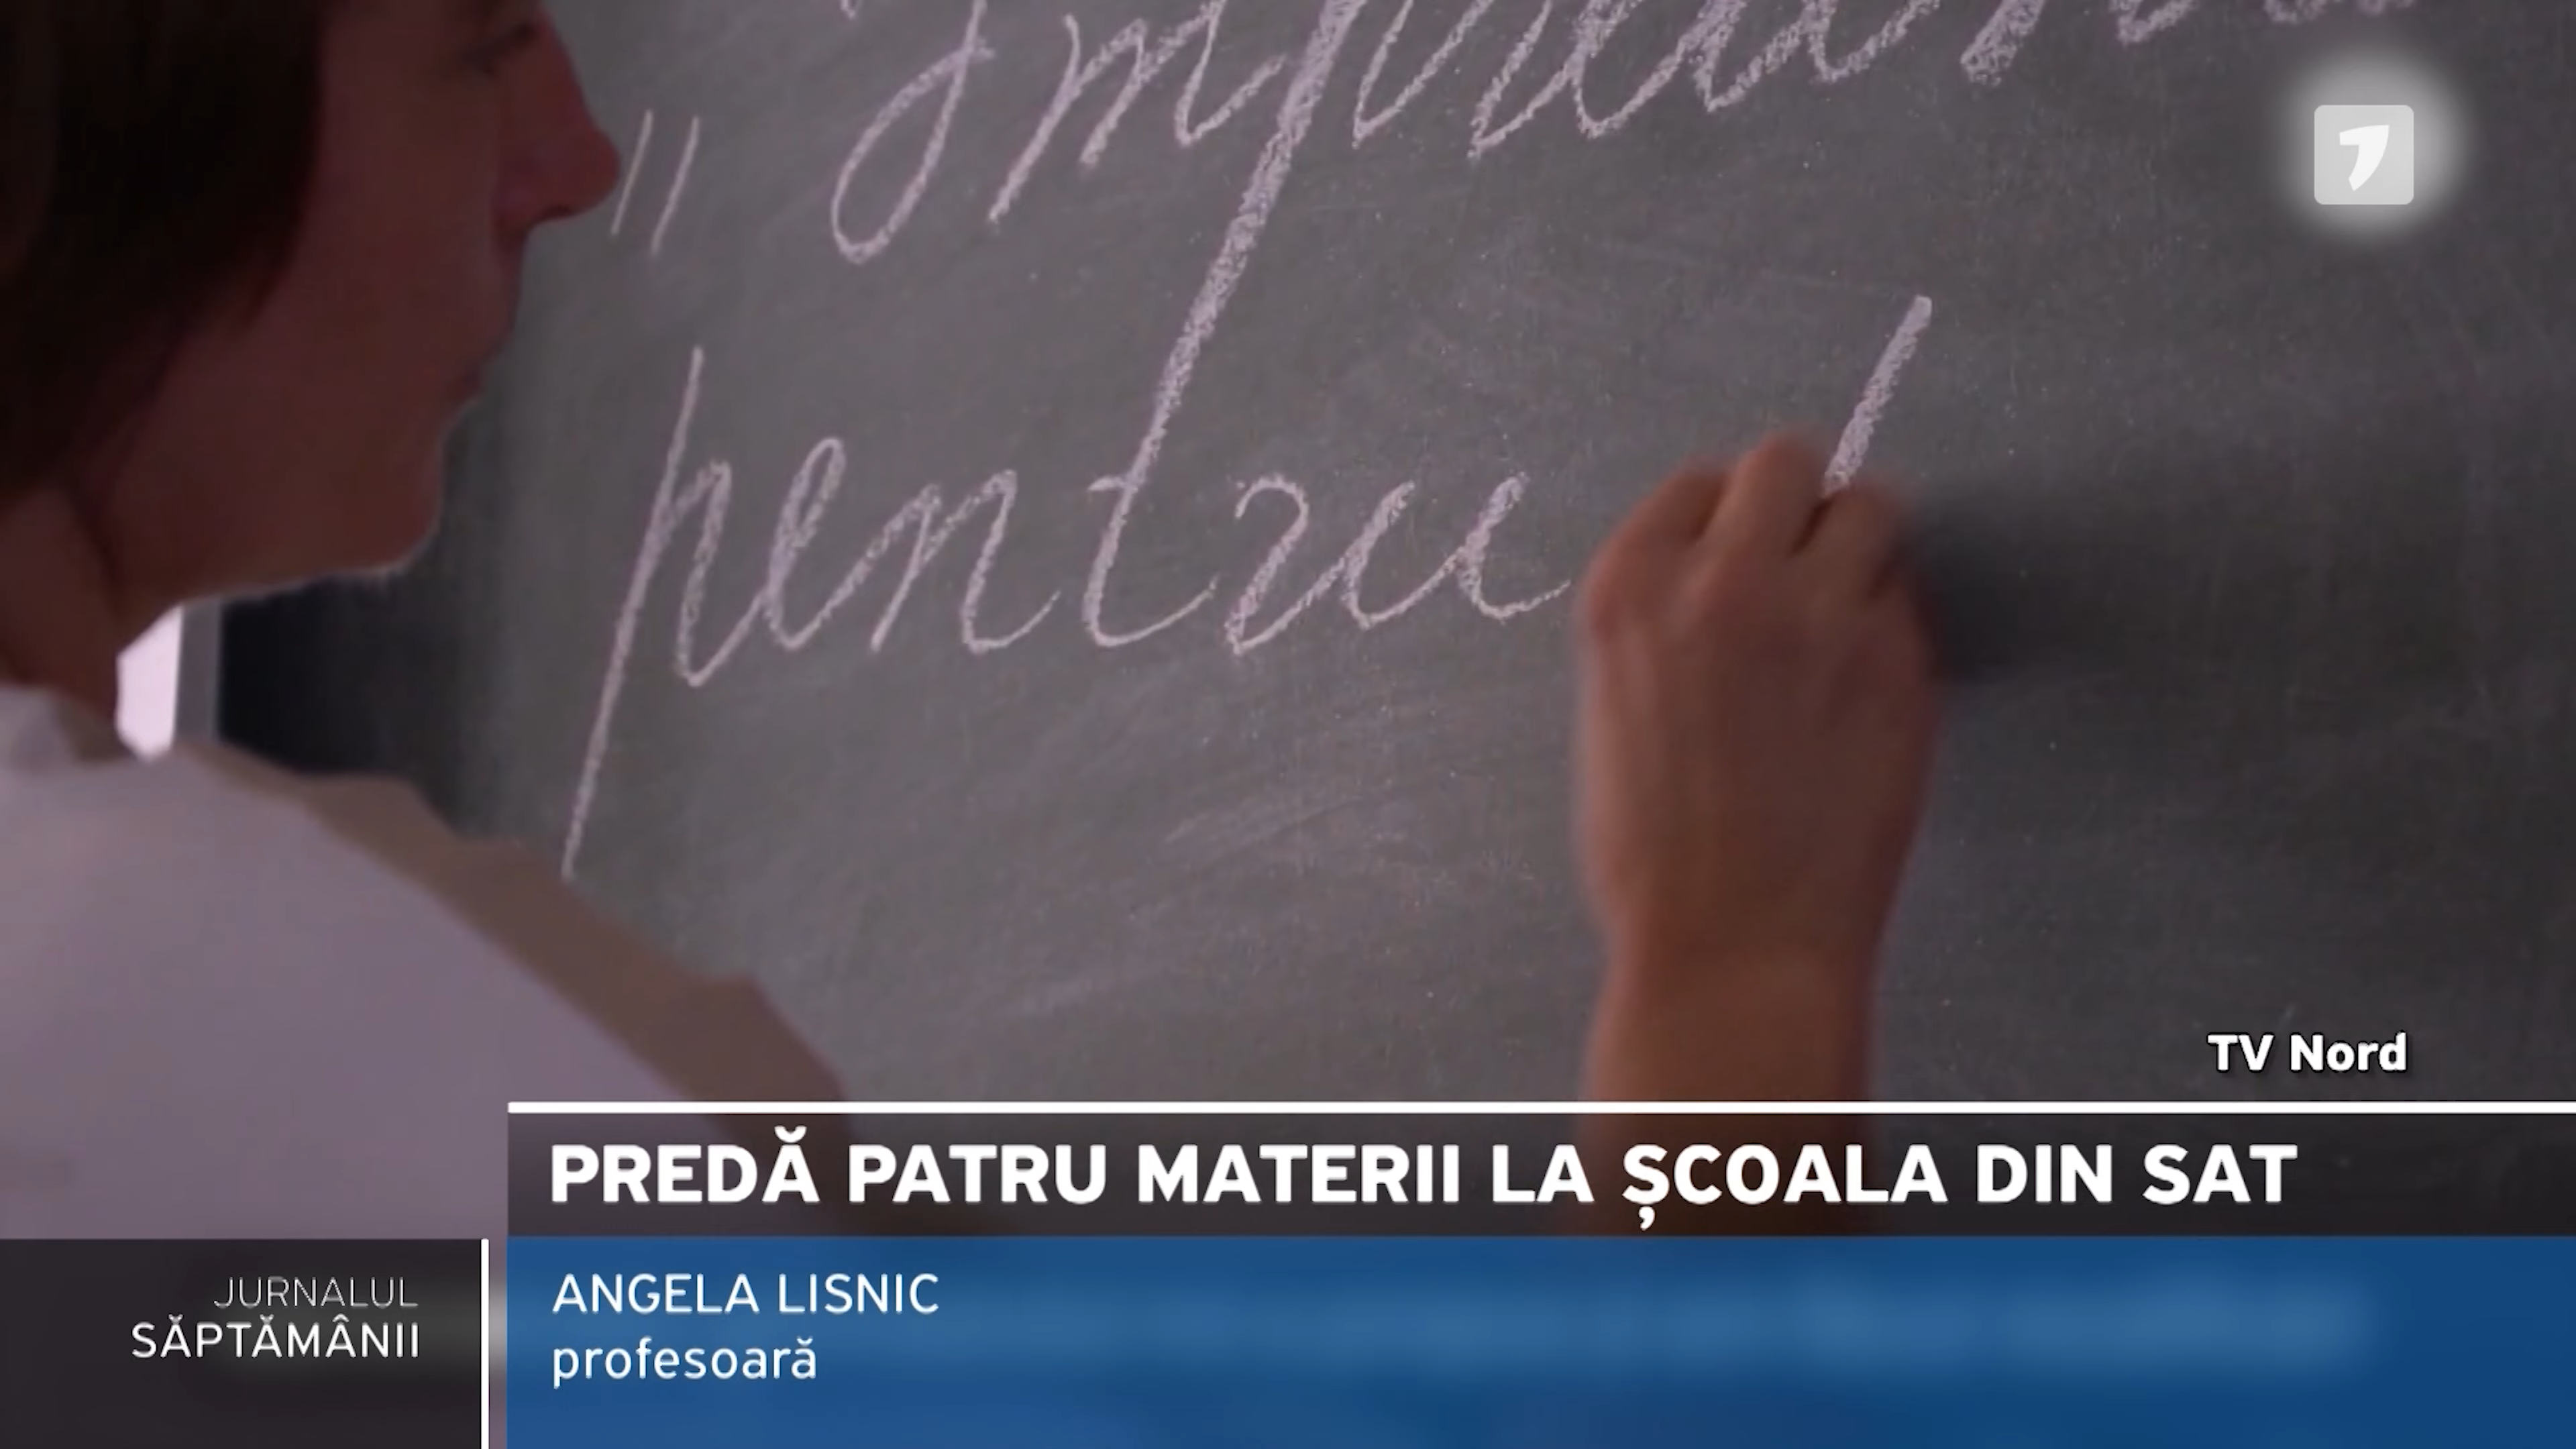 pentru
TV Nord
PREDĂ PATRU MATERII LA ȘCOALA DIN SAT
JURNALUL
SĂPTĂMÂNII
ANGELA LISNIC
profesoară